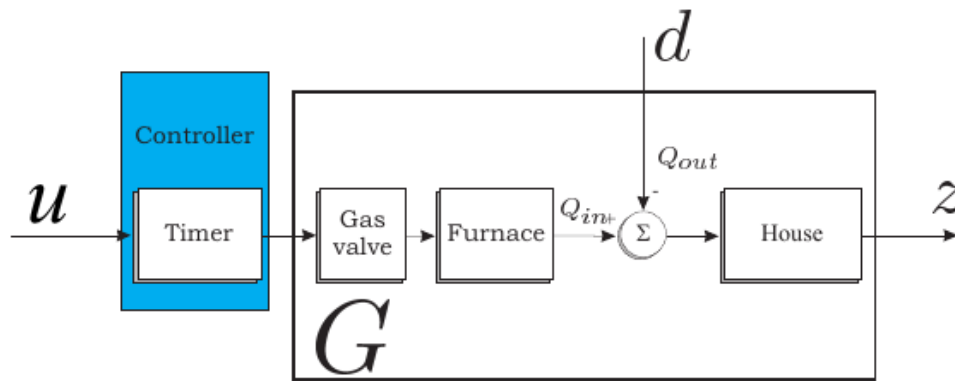 d
Controller
Q_out
-
u
Timer
Gas
valve
Furnace
Q_in+
Σ
House
z
G